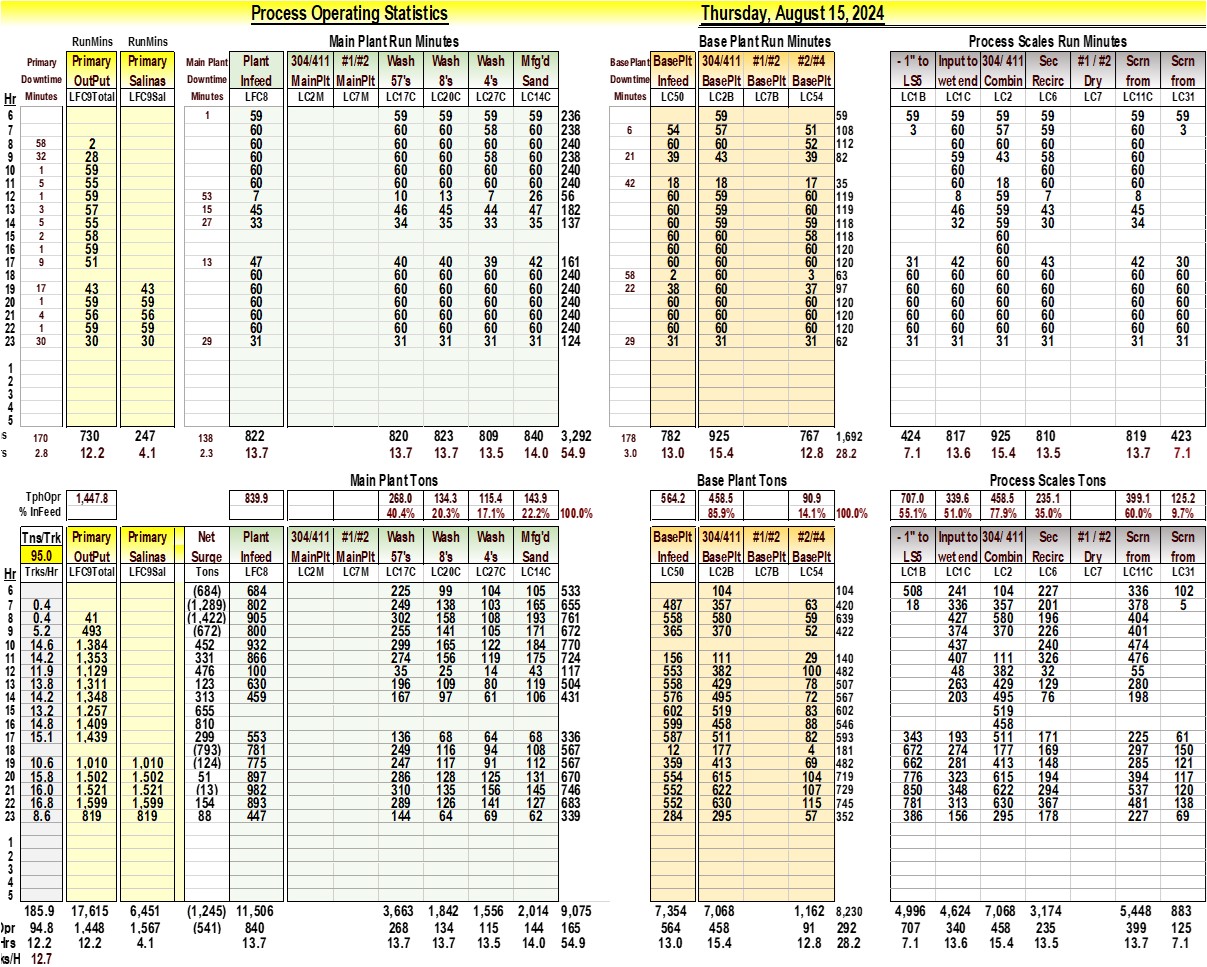 Process Operating Statistics Thursday, August 15, 2024
RunMins RunMins Main Plant Run Minutes Base Plant Run Minutes Process Scales Run Minutes
Primary Primary Primary Main Plant Plant 304/411 #1/#2 Wash Wash Wash Mfg'd Base Plant BasePlt 304/411 #1/#2 #2/#4 - 1" to Input to 304/ 411 Sec #1 / #2 Scrn Scrn
Downtime OutPut Salinas Downtime Infeed MainPlt MainPlt 57's 8's 4's Sand Downtime Infeed BasePlt BasePlt BasePlt LS5 wet end Combin Recirc Dry from from
Hr Minutes LFC9Total LFC9Sal Minutes LFC8 LC2M LC7M LC17C LC20C LC27C LC14C Minutes LC50 LC2B LC7B LC54 LC1B LC1C LC2 LC6 LC7 LC11C LC31
6 1 59 59 59 59 59 236 59 59 59 59 59 59 59 59
7 60 60 60 58 60 238 6 54 57 51 108 3 60 57 59 60 3
8 58 2 60 60 60 60 60 240 60 60 52 112 60 60 60 60
9 32 28 60 60 60 58 60 238 21 39 43 39 82 59 43 58 60
10 1 59 60 60 60 60 60 240 60 60 60
11 5 55 60 60 60 60 60 240 42 18 18 17 35 60 18 60 60
12 1 59 53 7 10 13 7 26 56 60 59 60 119 8 59 7 8
13 3 57 15 45 46 45 44 47 182 60 59 60 119 46 59 43 45
14 5 55 27 33 34 35 33 35 137 60 59 59 118 32 59 30 34
15 2 58 60 60 58 118 60
16 1 59 60 60 60 120 60
17 9 51 13 47 40 40 39 42 161 60 60 60 120 31 42 60 43 42 30
18 60 60 60 60 60 240 58 2 60 3 63 60 60 60 60 60 60
19 17 43 43 60 60 60 60 60 240 22 38 60 37 97 60 60 60 60 60 60
20 1 59 59 60 60 60 60 60 240 60 60 60 120 60 60 60 60 60 60
21 4 56 56 60 60 60 60 60 240 60 60 60 120 60 60 60 60 60 60
22 1 59 59 60 60 60 60 60 240 60 60 60 120 60 60 60 60 60 60
23 30 30 30 29 31 31 31 31 31 124 29 31 31 31 62 31 31 31 31 31 31
1
2
3
4
5
s 170 730 247 138 822 820 823 809 840 3,292 178 782 925 767 1,692 424 817 925 810 819 423
s 2.8 12.2 4.1 2.3 13.7 13.7 13.7 13.5 14.0 54.9 3.0 13.0 15.4 12.8 28.2 7.1 13.6 15.4 13.5 13.7 7.1
Main Plant Tons Base Plant Tons Process Scales Tons
TphOpr 1,447.8 839.9 268.0 134.3 115.4 143.9 564.2 458.5 90.9 707.0 339.6 458.5 235.1 399.1 125.2
% InFeed 40.4% 20.3% 17.1% 22.2% 100.0% 85.9% 14.1% 100.0% 55.1% 51.0% 77.9% 35.0% 60.0% 9.7%
Tns/Trk Primary Primary Net Plant 304/411 #1/#2 Wash Wash Wash Mfg'd BasePlt 304/411 #1/#2 #2/#4 - 1" to Input to 304/ 411 Sec #1 / #2 Scrn Scrn
95.0 OutPut Salinas Surge Infeed MainPlt MainPlt 57's 8's 4's Sand Infeed BasePlt BasePlt BasePlt LS5 wet end Combin Recirc Dry from from
Hr Trks/Hr LFC9Total LFC9Sal Tons LFC8 LC2M LC7M LC17C LC20C LC27C LC14C LC50 LC2B LC7B LC54 LC1B LC1C LC2 LC6 LC7 LC11C LC31
6 (684) 684 225 99 104 105 533 104 104 508 241 104 227 336 102
7 0.4 (1,289) 802 249 138 103 165 655 487 357 63 420 18 336 357 201 378 5
8 0.4 41 (1,422) 905 302 158 108 193 761 558 580 59 639 427 580 196 404
9 5.2 493 (672) 800 255 141 105 171 672 365 370 52 422 374 370 226 401
10 14.6 1,384 452 932 299 165 122 184 770 437 240 474
11 14.2 1,353 331 866 274 156 119 175 724 156 111 29 140 407 111 326 476
12 11.9 1,129 476 100 35 25 14 43 117 553 382 100 482 48 382 32 55
13 13.8 1,311 123 630 196 109 80 119 504 558 429 78 507 263 429 129 280
14 14.2 1,348 313 459 167 97 61 106 431 576 495 72 567 203 495 76 198
15 13.2 1,257 655 602 519 83 602 519
16 14.8 1,409 810 599 458 88 546 458
17 15.1 1,439 299 553 136 68 64 68 336 587 511 82 593 343 193 511 171 225 61
18 (793) 781 249 116 94 108 567 12 177 4 181 672 274 177 169 297 150
19 10.6 1,010 1,010 (124) 775 247 117 91 112 567 359 413 69 482 662 281 413 148 285 121
20 15.8 1,502 1,502 51 897 286 128 125 131 670 554 615 104 719 776 323 615 194 394 117
21 16.0 1,521 1,521 (13) 982 310 135 156 145 746 552 622 107 729 850 348 622 294 537 120
22 16.8 1,599 1,599 154 893 289 126 141 127 683 552 630 115 745 781 313 630 367 481 138
23 8.6 819 819 88 447 144 64 69 62 339 284 295 57 352 386 156 295 178 227 69
1
2
3
4
5
185.9 17,615 6,451 (1,245) 11,506 3,663 1,842 1,556 2,014 9,075 7,354 7,068 1,162 8,230 4,996 4,624 7,068 3,174 5,448 883
Opr 94.8 1,448 1,567 (541) 840 268 134 115 144 165 564 458 91 292 707 340 458 235 399 125
Hrs 12.2 12.2 4.1 13.7 13.7 13.7 13.5 14.0 54.9 13.0 15.4 12.8 28.2 7.1 13.6 15.4 13.5 13.7 7.1
ks/H 12.7